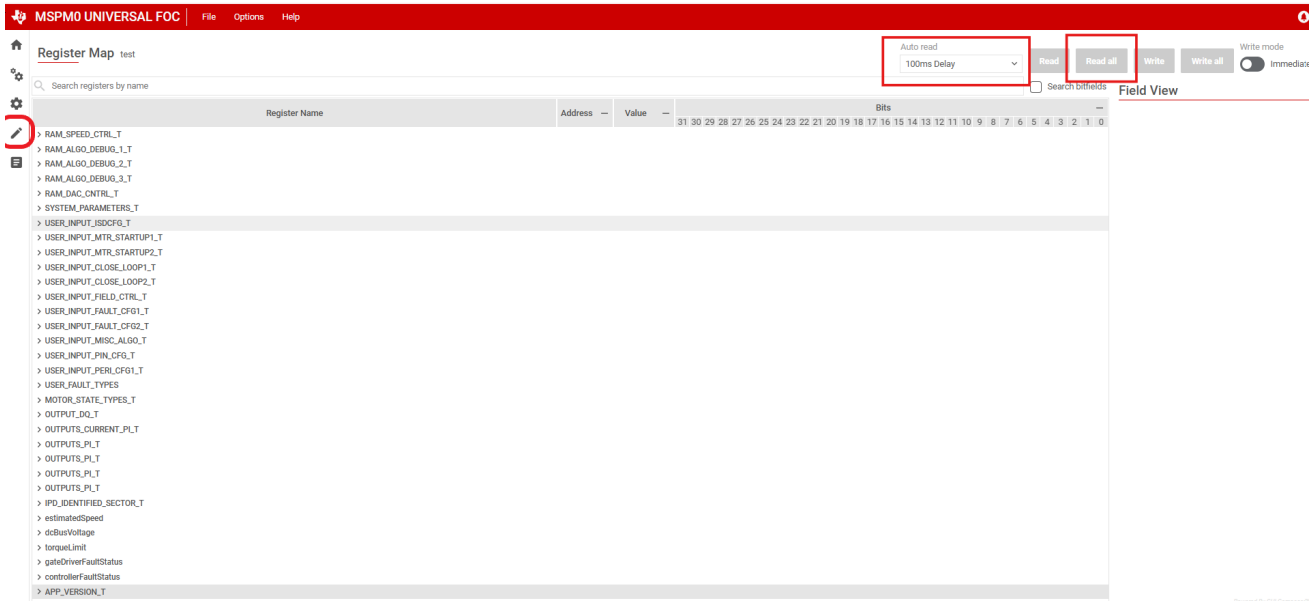 MSPM0 UNIVERSAL FOC File Options Help
Register Map test
Auto read
100ms Delay
Read
Read all
Write
Write all
Write mode
Immediate
Search registers by name
Search bitfields
Field View
Register Name
Address
Value
Bits
31 30 29 28 27 26 25 24 23 22 21 20 19 18 17 16 15 14 13 12 11 10 9 8 7 6 5 4 3 2 1 0
RAM_SPEED_CTRL_T
RAM_ALGO_DEBUG_1_T
RAM_ALGO_DEBUG_2_T
RAM_ALGO_DEBUG_3_T
RAM_DAC_CNTRL_T
SYSTEM_PARAMETERS_T
USER_INPUT_ISDCFG_T
USER_INPUT_MTR_STARTUP1_T
USER_INPUT_MTR_STARTUP2_T
USER_INPUT_CLOSE_LOOP1_T
USER_INPUT_CLOSE_LOOP2_T
USER_INPUT_FIELD_CTRL_T
USER_INPUT_FAULT_CFG1_T
USER_INPUT_FAULT_CFG2_T
USER_INPUT_MISC_ALGO_T
USER_INPUT_PIN_CFG_T
USER_INPUT_PERI_CFG1_T
USER_FAULT_TYPES
MOTOR_STATE_TYPES_T
OUTPUT_DQ_T
OUTPUTS_CURRENT_PI_T
OUTPUTS_PI_T
OUTPUTS_PI_T
OUTPUTS_PI_T
OUTPUTS_PI_T
IPD_IDENTIFIED_SECTOR_T
estimatedSpeed
dcBusVoltage
torqueLimit
gateDriverFaultStatus
controllerFaultStatus
APP_VERSION_T